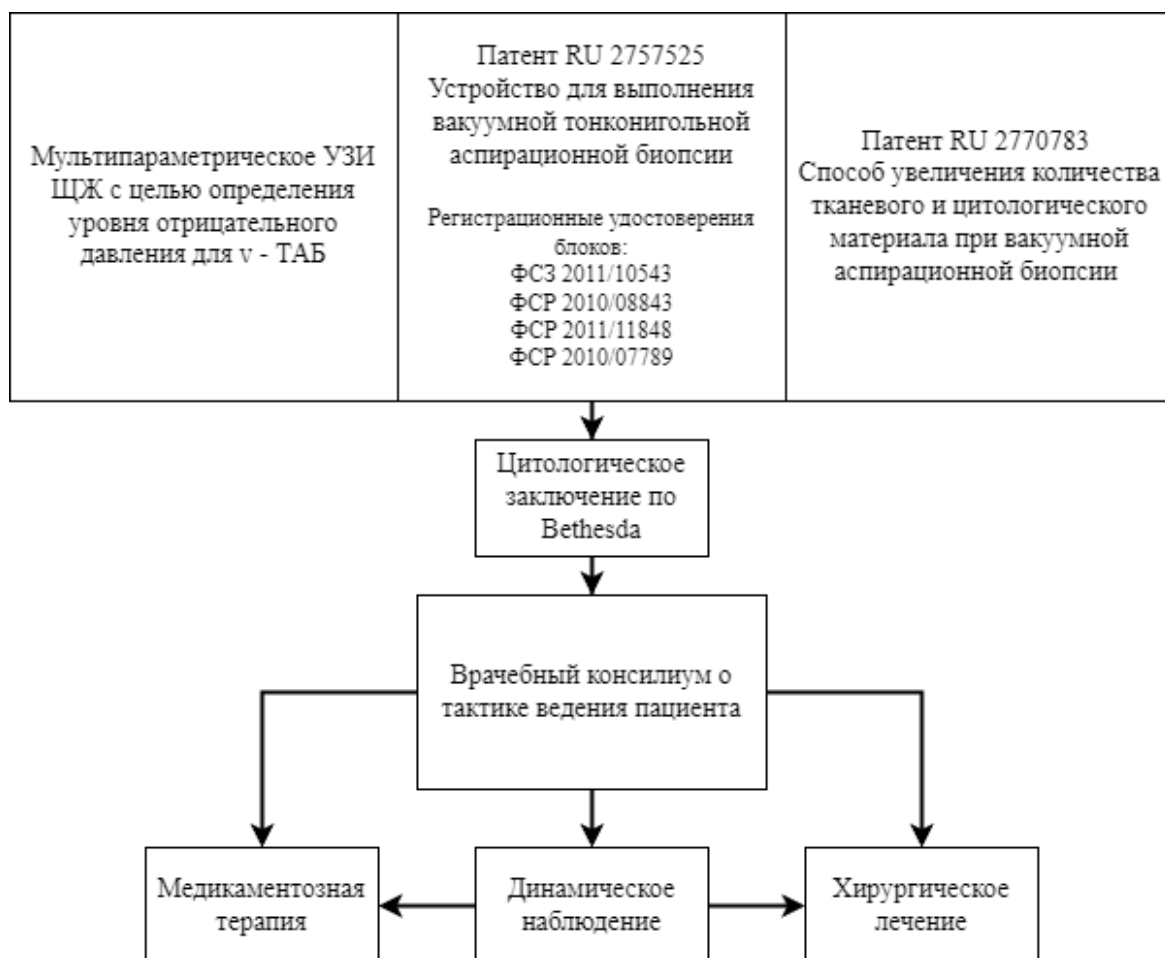 Мультипараметрическое УЗИ
ЩЖ с целью определения
уровня отрицательного
давления для v - ТАБ
Патент RU 2757525
Устройство для выполнения
вакуумной тонконигольной
аспирационной биопсии
Регистрационные удостоверения
блоков:
ФСЗ 2011/10543
ФСР 2010/08843
ФСР 2011/11848
ФСР 2010/07789
Патент RU 2770783
Способ увеличения количества
тканевого и цитологического
материала при вакуумной
аспирационной биопсии
Цитологическое
заключение по
Bethesda
Врачебный консилиум о
тактике ведения пациента
Медикаментозная
терапия
Динамическое
наблюдение
Хирургическое
лечение